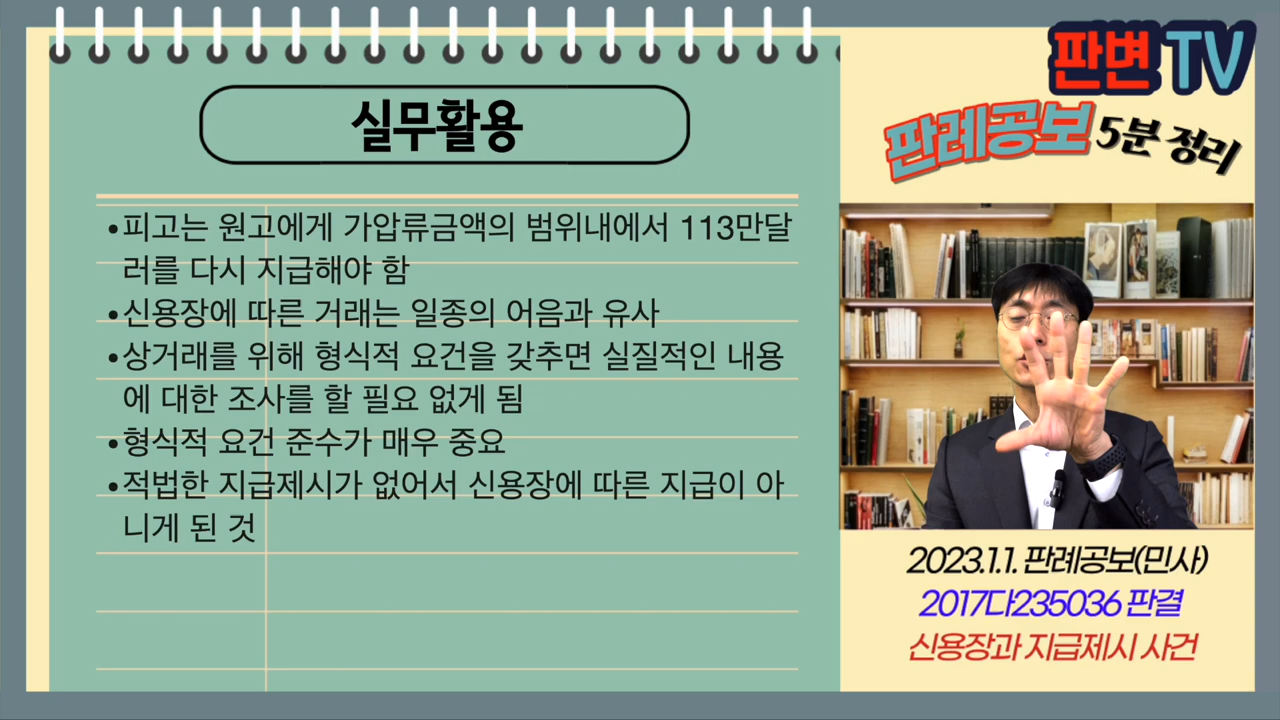 판변 TV
판례공보 5분 정리
실무활용
•피고는 원고에게 가압류금액의 범위내에서 113만달
러를 다시 지급해야 함
•신용장에 따른 거래는 일종의 어음과 유사
•상거래를 위해 형식적 요건을 갖추면 실질적인 내용
에 대한 조사를 할 필요 없게 됨
•형식적 요건 준수가 매우 중요
•적법한 지급제시가 없어서 신용장에 따른 지급이 아
니게 된 것
2023.1.1. 판례공보(민사)
2017다235036 판결
신용장과 지급제시 사건